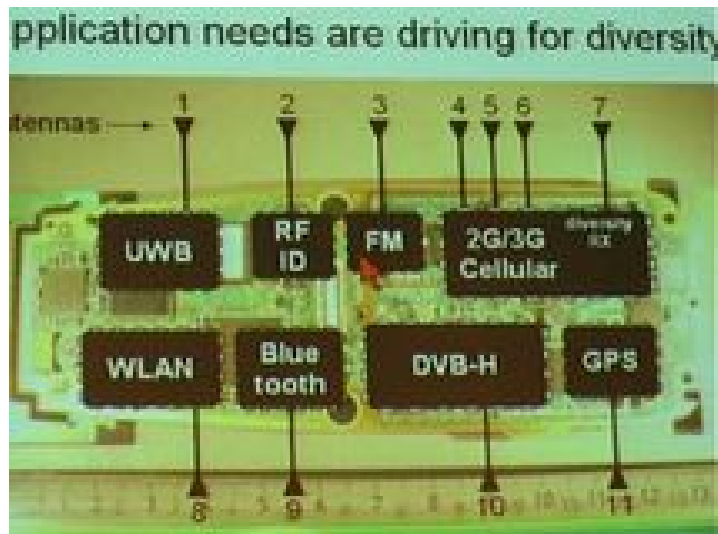 pplication needs are driving for diversity
1 2 3 4 5 6 7
tennas
UWB
RF
ID
FM
2G/3G
Cellular
diversity
RX
WLAN
Blue
tooth
DVB-H
GPS
8 9 10 11